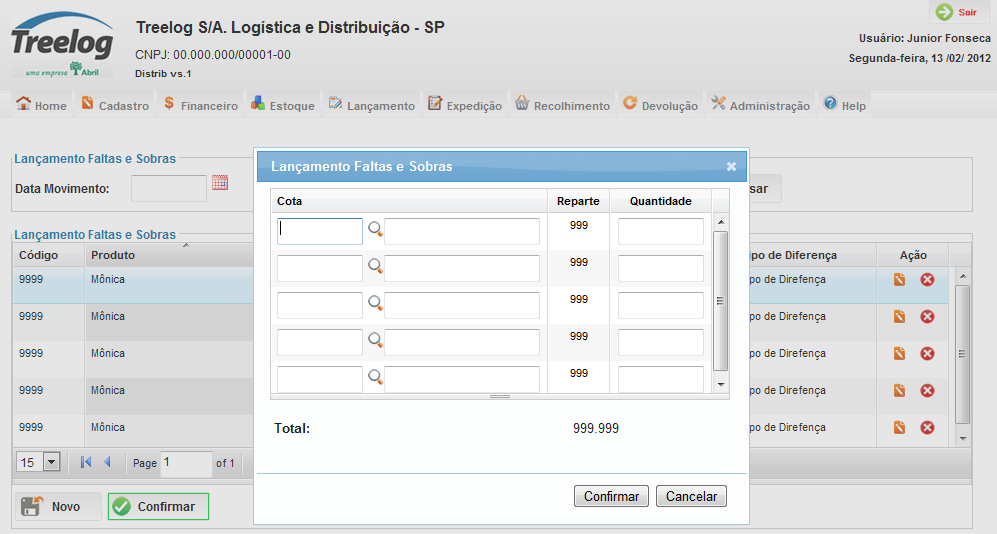 Treelog
uma empresa Abril
Treelog S/A. Logística e Distribuição - SP
CNPJ: 00.000.000/00001-00
Distrib vs.1
Sair
Usuário: Junior Fonseca
Segunda-feira, 13 /02/ 2012
Home Cadastro Financeiro Estoque Lançamento Expedição Recolhimento Devolução Administração Help
Lançamento Faltas e Sobras
Data Movimento:
sar
Lançamento Faltas e Sobras
Código Produto ipo de Diferença Ação
9999 Mônica po de Direfença
9999 Mônica po de Direfença
9999 Mônica po de Direfença
9999 Mônica po de Direfença
9999 Mônica po de Direfença
15 Page 1 of 1
Novo Confirmar
Lançamento Faltas e Sobras
Cota Reparte Quantidade
999
999
999
999
999
Total: 999.999
Confirmar Cancelar